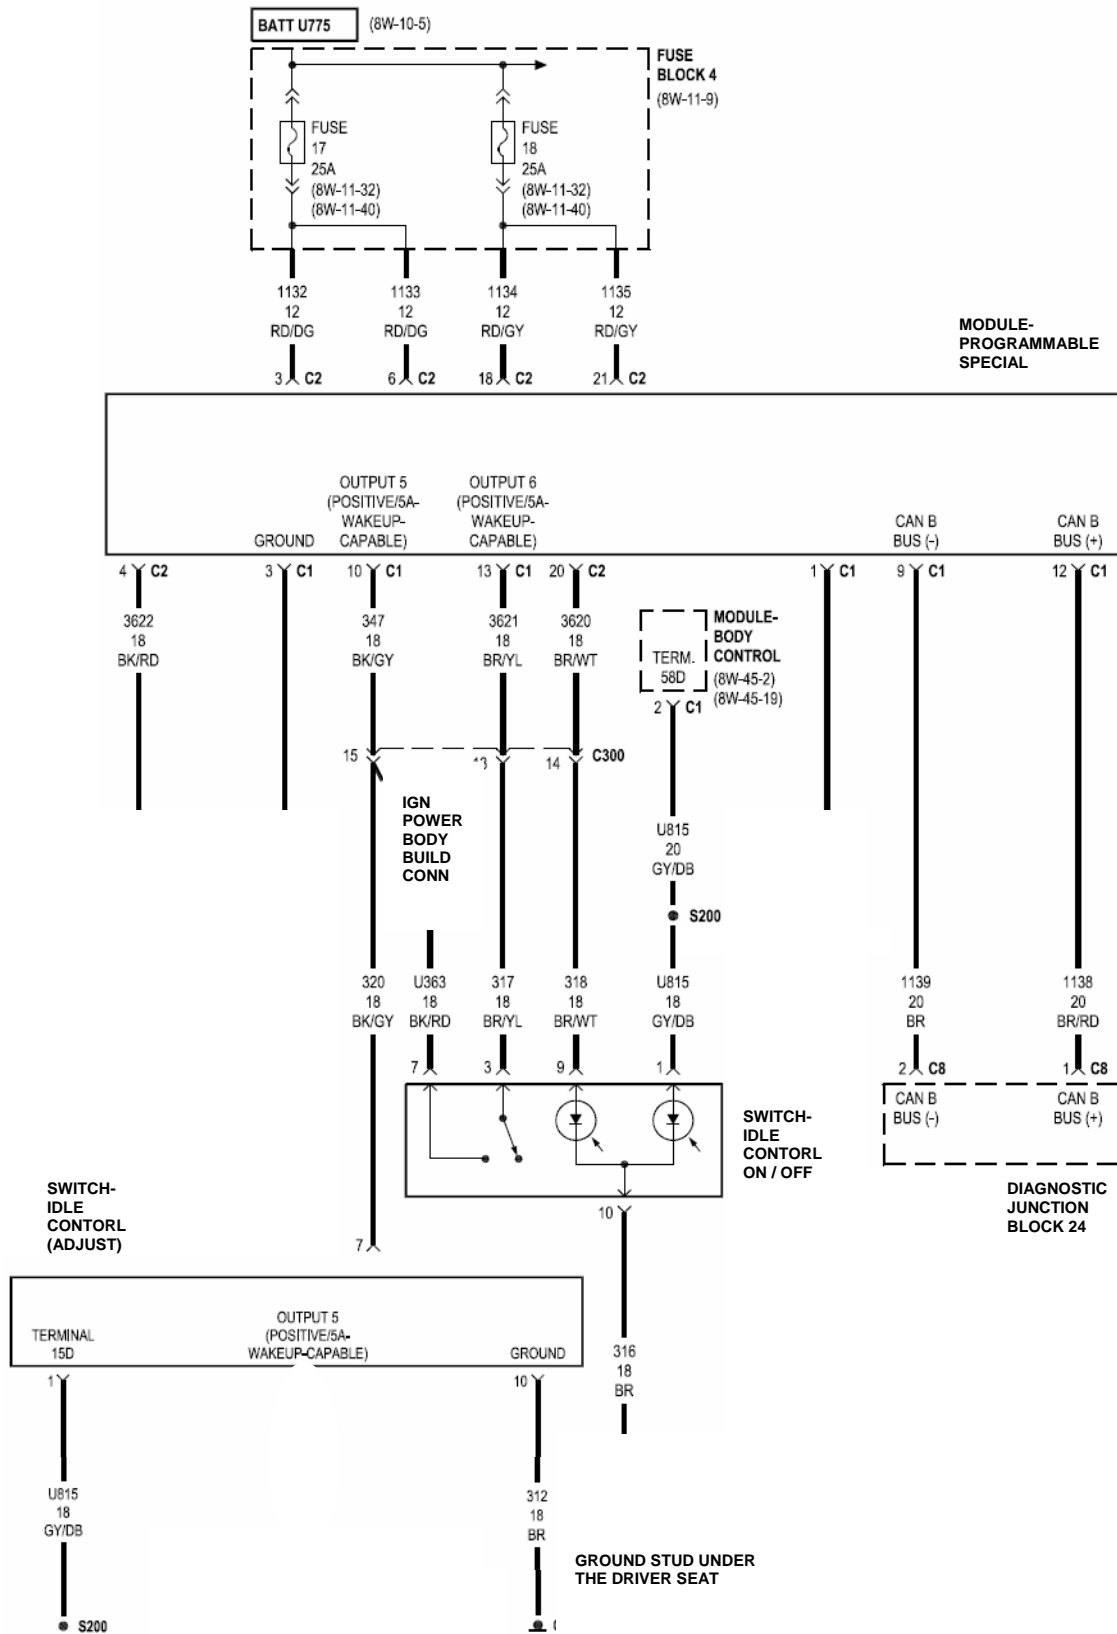 BATT U775 (8W-10-5)
FUSE
BLOCK 4
(8W-11-9)
FUSE
17
25A
(8W-11-32)
(8W-11-40)
FUSE
18
25A
(8W-11-32)
(8W-11-40)
1132
12
RD/DG
1133
12
RD/DG
1134
12
RD/GY
1135
12
RD/GY
MODULE-
PROGRAMMABLE
SPECIAL
3 C2
6 C2
18 C2
21 C2
GROUND
OUTPUT 5
(POSITIVE/5A-
WAKEUP-
CAPABLE)
OUTPUT 6
(POSITIVE/5A-
WAKEUP-
CAPABLE)
CAN B
BUS (-)
CAN B
BUS (+)
4 C2
3 C1
10 C1
13 C1
20 C2
1 C1
9 C1
12 C1
3622
18
BK/RD
347
18
BK/GY
3621
18
BR/YL
3620
18
BR/WT
TERM.
58D
MODULE-
BODY
CONTROL
(8W-45-2)
(8W-45-19)
2 C1
15
13
14
C300
IGN
POWER
BODY
BUILD
CONN
U815
20
GY/DB
S200
320
18
BK/GY
U363
18
BK/RD
317
18
BR/YL
318
18
BR/WT
U815
18
GY/DB
1139
20
BR
1138
20
BR/RD
7
3
9
1
2 C8
1 C8
CAN B
BUS (-)
CAN B
BUS (+)
SWITCH-
IDLE
CONTORL
ON / OFF
DIAGNOSTIC
JUNCTION
BLOCK 24
SWITCH-
IDLE
CONTORL
(ADJUST)
10
7
TERMINAL
15D
OUTPUT 5
(POSITIVE/5A-
WAKEUP-CAPABLE)
GROUND
316
18
BR
1
10
U815
18
GY/DB
312
18
BR
GROUND STUD UNDER
THE DRIVER SEAT
S200